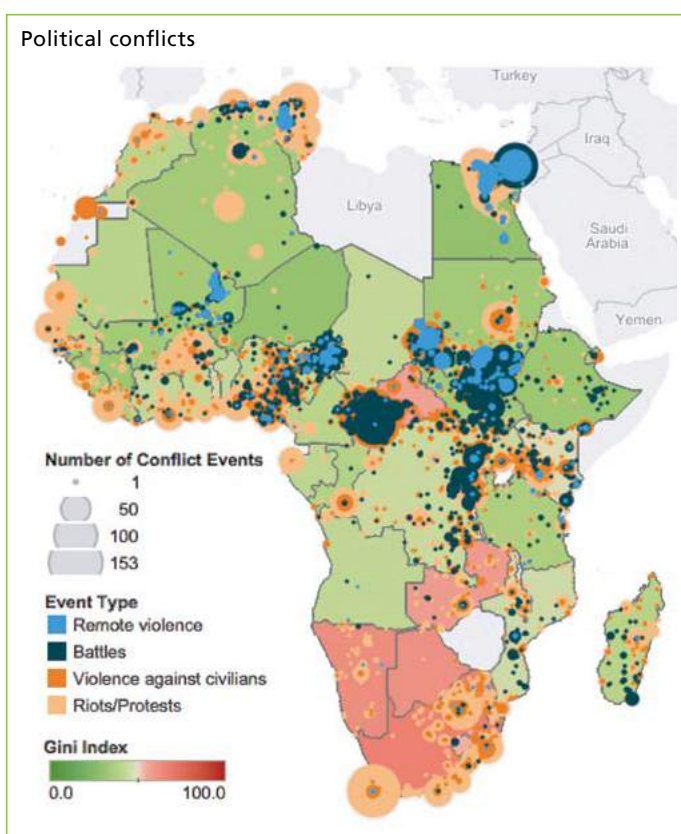 Political conflicts
Turkey
Iraq
Libya
Saudi
Arabia
Yemen
Number of Conflict Events
1
50
100
153
Event Type
Remote violence
Battles
Violence against civilians
Riots/Protests
Gini Index
0.0 100.0